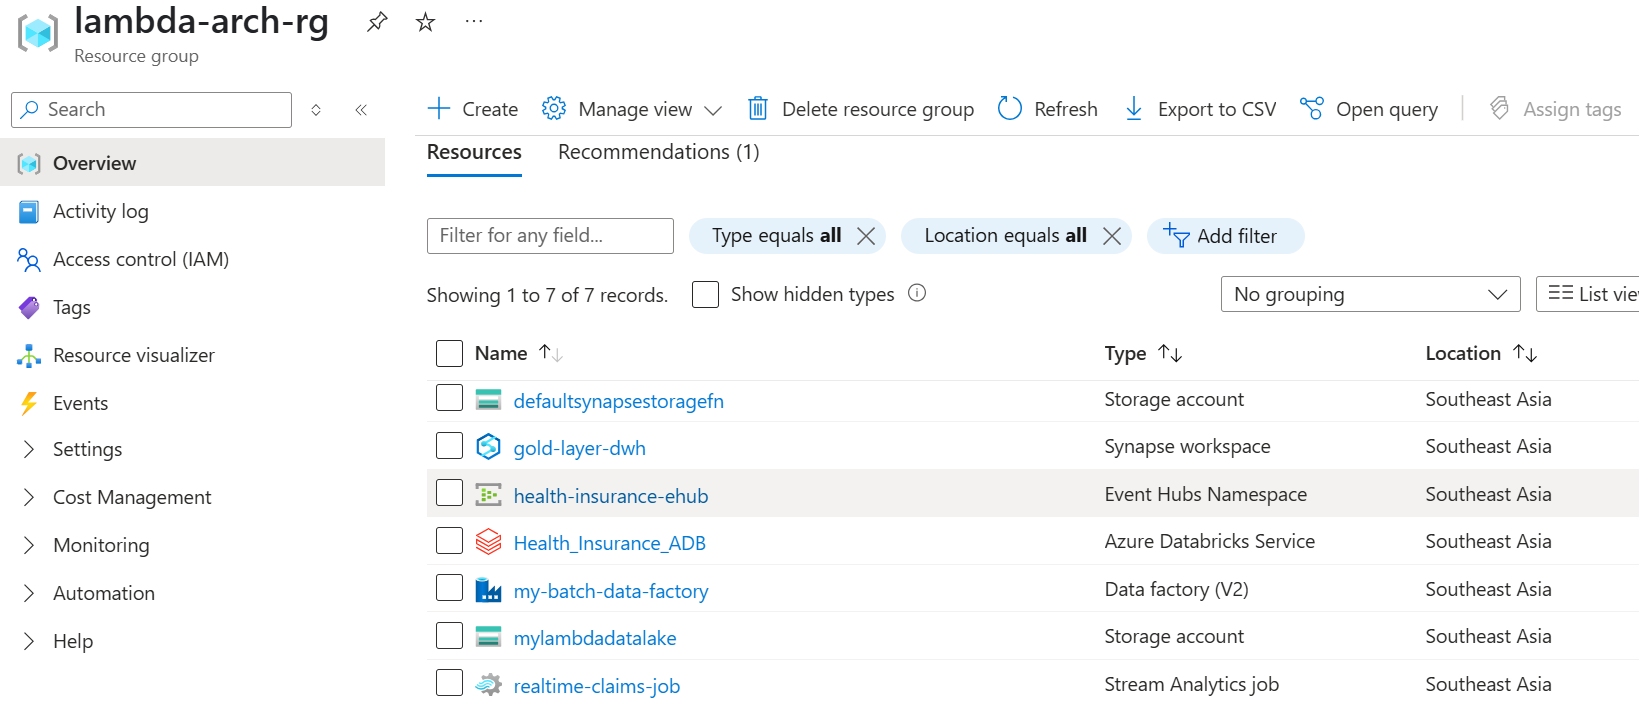 lambda-arch-rg
Resource group
Search
Overview
Activity log
Access control (IAM)
Tags
Resource visualizer
Events
Settings
Cost Management
Monitoring
Automation
Help
Create Manage view Delete resource group Refresh Export to CSV Open query Assign tags
Resources Recommendations (1)
Filter for any field... Type equals all Location equals all Add filter
Showing 1 to 7 of 7 records. Show hidden types No grouping List vie
Name Type Location
defaultsynapsestoragefn Storage account Southeast Asia
gold-layer-dwh Synapse workspace Southeast Asia
health-insurance-ehub Event Hubs Namespace Southeast Asia
Health_Insurance_ADB Azure Databricks Service Southeast Asia
my-batch-data-factory Data factory (V2) Southeast Asia
mylambdadatalake Storage account Southeast Asia
realtime-claims-job Stream Analytics job Southeast Asia